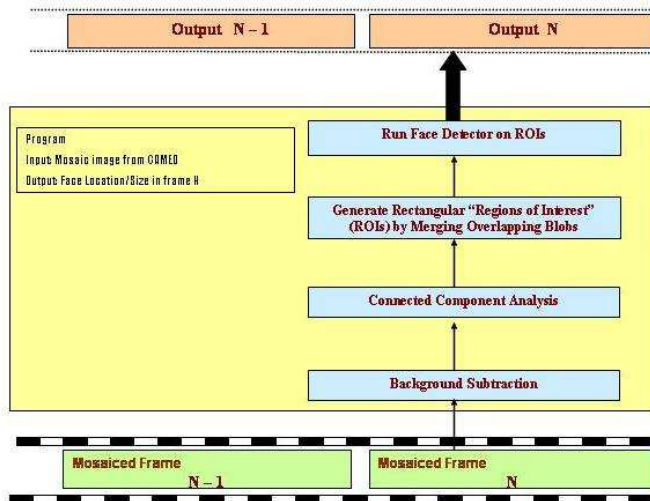 Output N – 1
Output N
Program
Input: Mosaic image from CAMEO
Output: Face Location/Size in frame N
Run Face Detector on ROIs
Generate Rectangular “Regions of Interest”
(ROIs) by Merging Overlapping Blobs
Connected Component Analysis
Background Subtraction
Mosaiced Frame
N – 1
Mosaiced Frame
N